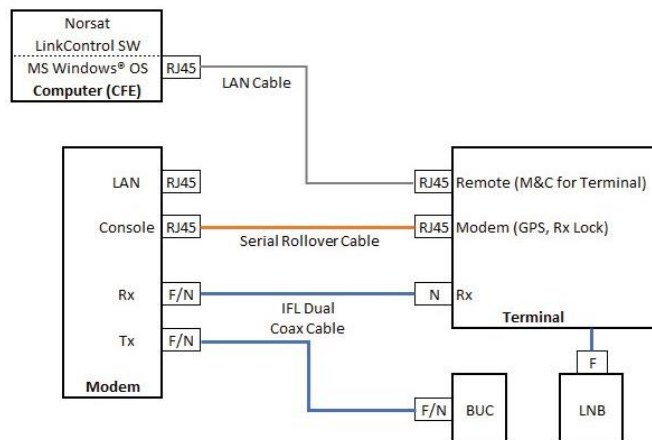 Norsat
LinkControl SW
MS Windows® OS
Computer (CFE)
RJ45
LAN Cable
LAN
RJ45
RJ45
Remote (M&C for Terminal)
Console
RJ45
Serial Rollover Cable
RJ45
Modem (GPS, Rx Lock)
Rx
F/N
IFL Dual
Coax Cable
N
Rx
Terminal
Tx
F/N
Modem
F
F/N
BUC
LNB